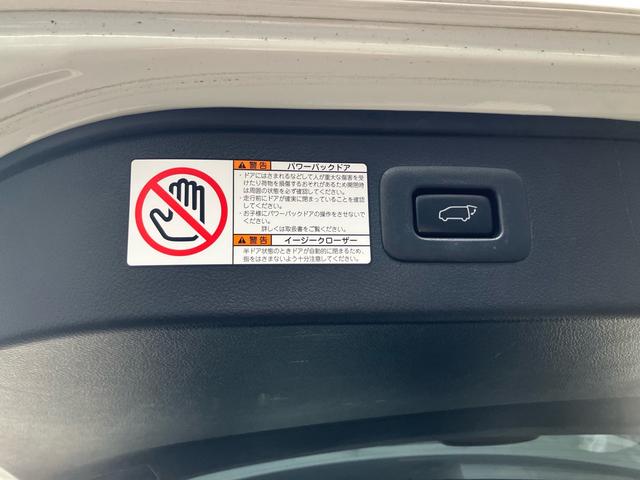 警告 パワーバックドア
・ドアにはさまれるなどして人が重大な傷害を受
けたり荷物を損傷するおそれがあるため開閉時
は周囲の状態を必ず確認してください。
・走行前にドアが確実に閉まっていることを確認
してください。
・お子様にパワーバックドアの操作をさせないで
ください。
詳しくは取扱書をご覧ください。
警告 イージークローザー
半ドア状態のときドアが自動的に閉まるため、
指をはさまないよう十分注意してください。